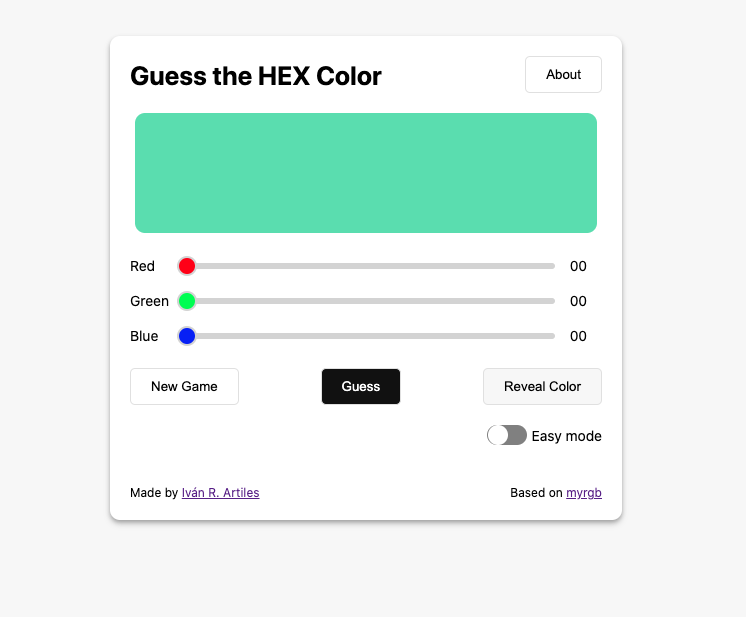 Guess the HEX Color
About
Red 00
Green 00
Blue 00
New Game Guess Reveal Color
Easy mode
Made by Iván R. Artiles Based on myrgb